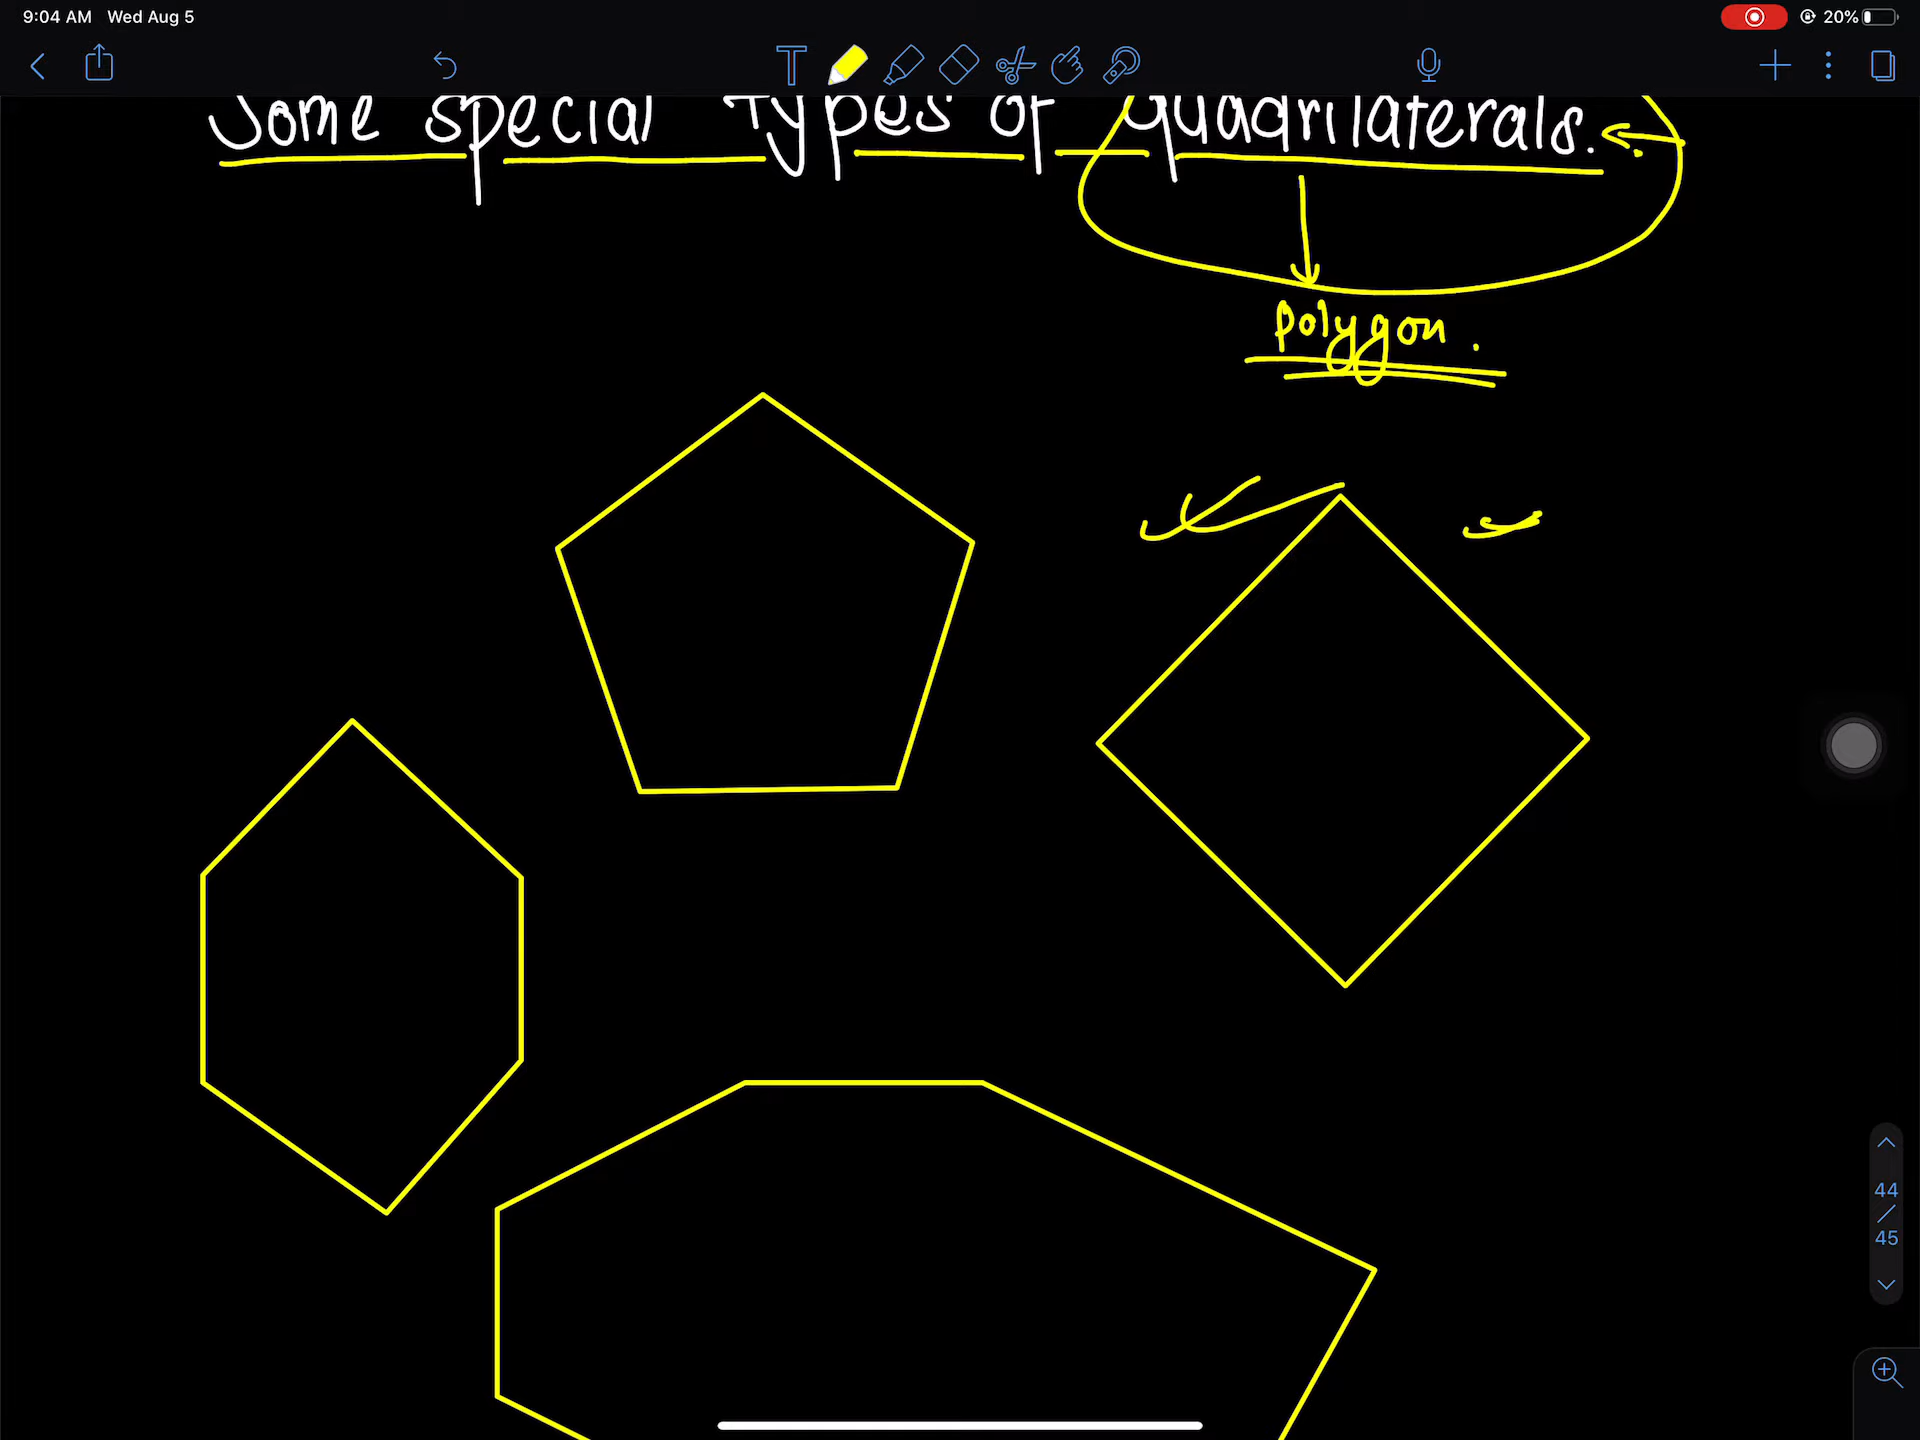 9:04 AM Wed Aug 5
20%
T
Some special types of quadrilaterals.
polygon.
44
/
45